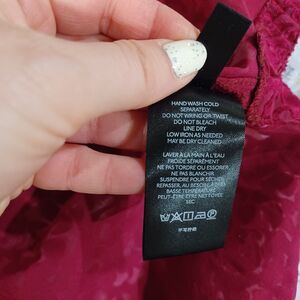 HAND WASH COLD
SEPARATELY
DO NOT WRING OR TWIST
DO NOT BLEACH
LINE DRY
LOW IRON AS NEEDED
MAY BE DRY CLEANED
LAVER À LA MAIN À L'EAU
FROIDE SÉPARÉMENT
NE PAS TORDRE OU ESSORER
NE PAS BLANCHIR
SUSPENDRE POUR SÉCHER
REPASSER, AU BESOIN, À
BASSE TEMPÉRATURE
PEUT-ÊTRE ÊTRE NETTOYÉ
SEC